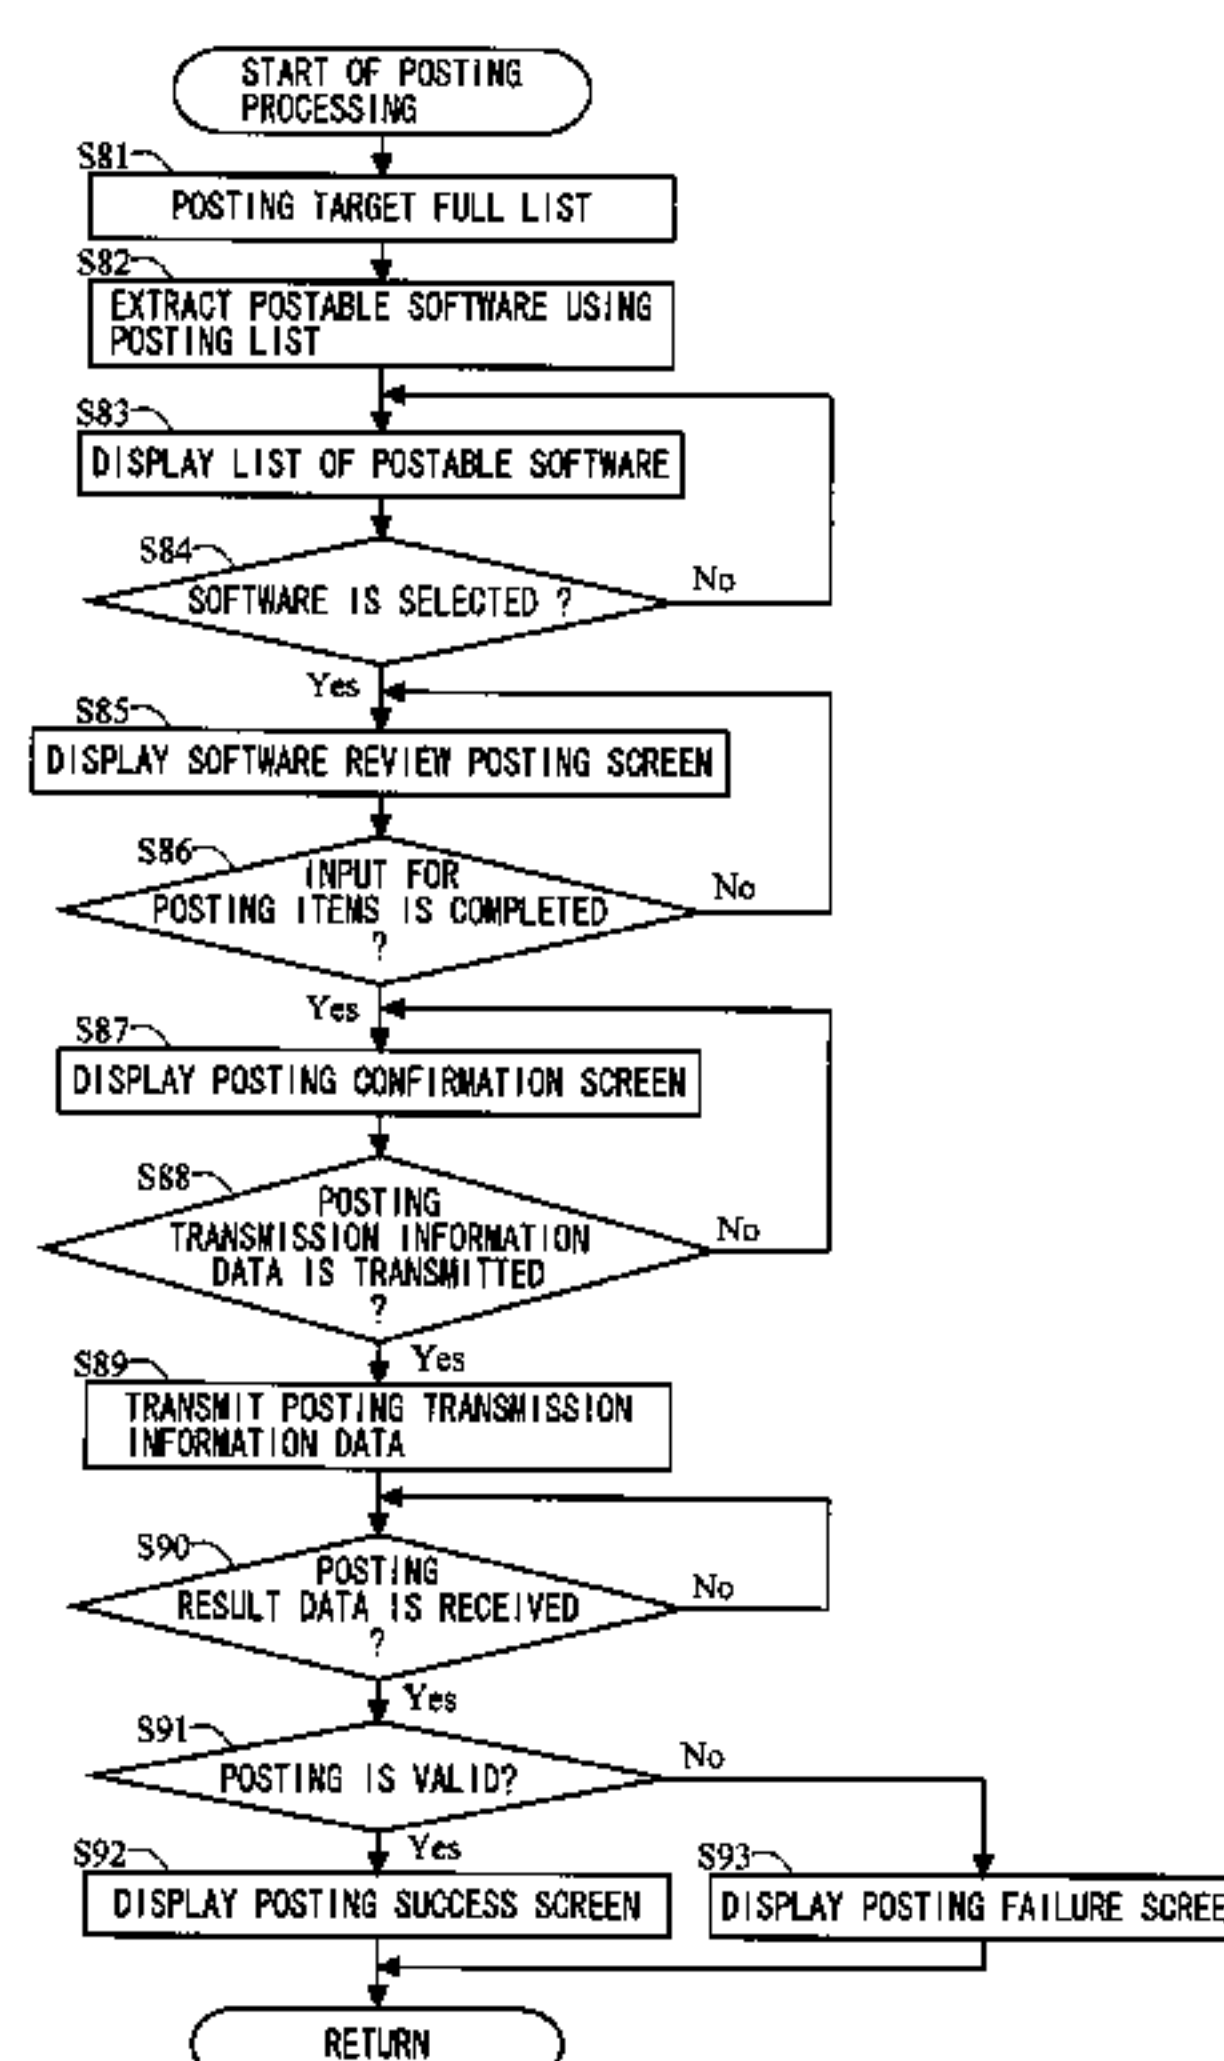 START OF POSTING
PROCESSING
S81
POSTING TARGET FULL LIST
S82
EXTRACT POSTABLE SOFTWARE USING
POSTING LIST
S83
DISPLAY LIST OF POSTABLE SOFTWARE
S84
SOFTWARE IS SELECTED ?
No
Yes
S85
DISPLAY SOFTWARE REVIEW POSTING SCREEN
S86
INPUT FOR
POSTING ITEMS IS COMPLETED
?
No
Yes
S87
DISPLAY POSTING CONFIRMATION SCREEN
S88
POSTING
TRANSMISSION INFORMATION
DATA IS TRANSMITTED
?
No
Yes
S89
TRANSMIT POSTING TRANSMISSION
INFORMATION DATA
S90
POSTING
RESULT DATA IS RECEIVED
?
No
Yes
S91
POSTING IS VALID?
No
Yes
S92
DISPLAY POSTING SUCCESS SCREEN
S93
DISPLAY POSTING FAILURE SCREE
RETURN